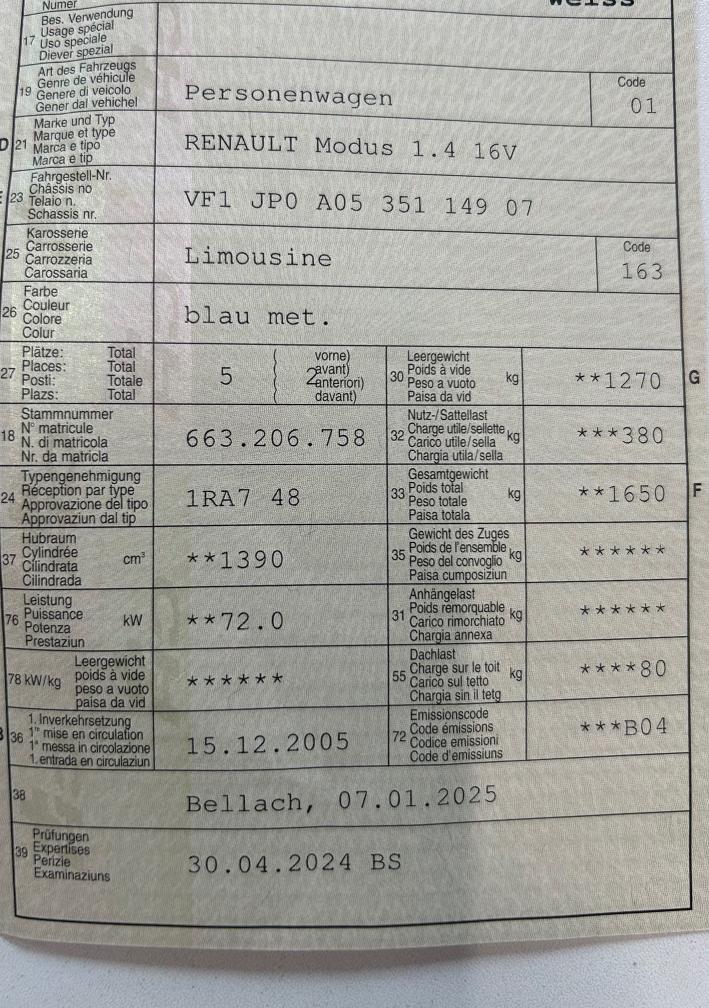 Numer
weiss
17 Bes. Verwendung
Usage spécial
Uso speciale
Diever spezial
19 Art des Fahrzeugs
Genre de véhicule
Genere di veicolo
Gener dal vehichel
Personenwagen
Code
01
D 21 Marke und Typ
Marque et type
Marca e tipo
Marca e tip
RENAULT Modus 1.4 16V
E 23 Fahrgestell-Nr.
Châssis no
Telaio n.
Schassis nr.
VF1 JP0 A05 351 149 07
25 Karosserie
Carrosserie
Carrozzeria
Carossaria
Limousine
Code
163
26 Farbe
Couleur
Colore
Colur
blau met.
27 Plätze: Total
Places: Total
Posti: Totale
Plazs: Total
5
2
vorne)
avant)
anteriori)
davant)
30 Leergewicht
Poids à vide
Peso a vuoto
Paisa da vid
kg
**1270
G
18 Stammnummer
N° matricule
N. di matricola
Nr. da matricla
663.206.758
32 Nutz-/Sattellast
Charge utile/sellette
Carico utile/sella
Chargia utila/sella
kg
***380
24 Typengenehmigung
Réception par type
Approvazione del tipo
Approvaziun dal tip
1RA7 48
33 Gesamtgewicht
Poids total
Peso totale
Paisa totala
kg
**1650
F
37 Hubraum
Cylindrée
Cilindrata
Cilindrada
cm³
**1390
35 Gewicht des Zuges
Poids de l'ensemble
Peso del convoglio
Paisa cumposiziun
kg
******
76 Leistung
Puissance
Potenza
Prestaziun
kW
**72.0
31 Anhängelast
Poids remorquable
Carico rimorchiato
Chargia annexa
kg
******
78 kW/kg
Leergewicht
poids à vide
peso a vuoto
paisa da vid
******
55 Dachlast
Charge sur le toit
Carico sul tetto
Chargia sin il tetg
kg
****80
B 36 1. Inverkehrsetzung
1re mise en circulation
1a messa in circolazione
1. entrada en circulaziun
15.12.2005
72 Emissionscode
Code émissions
Codice emissioni
Code d'emissiuns
***B04
38
Bellach, 07.01.2025
39 Prüfungen
Expertises
Perizie
Examinaziuns
30.04.2024 BS